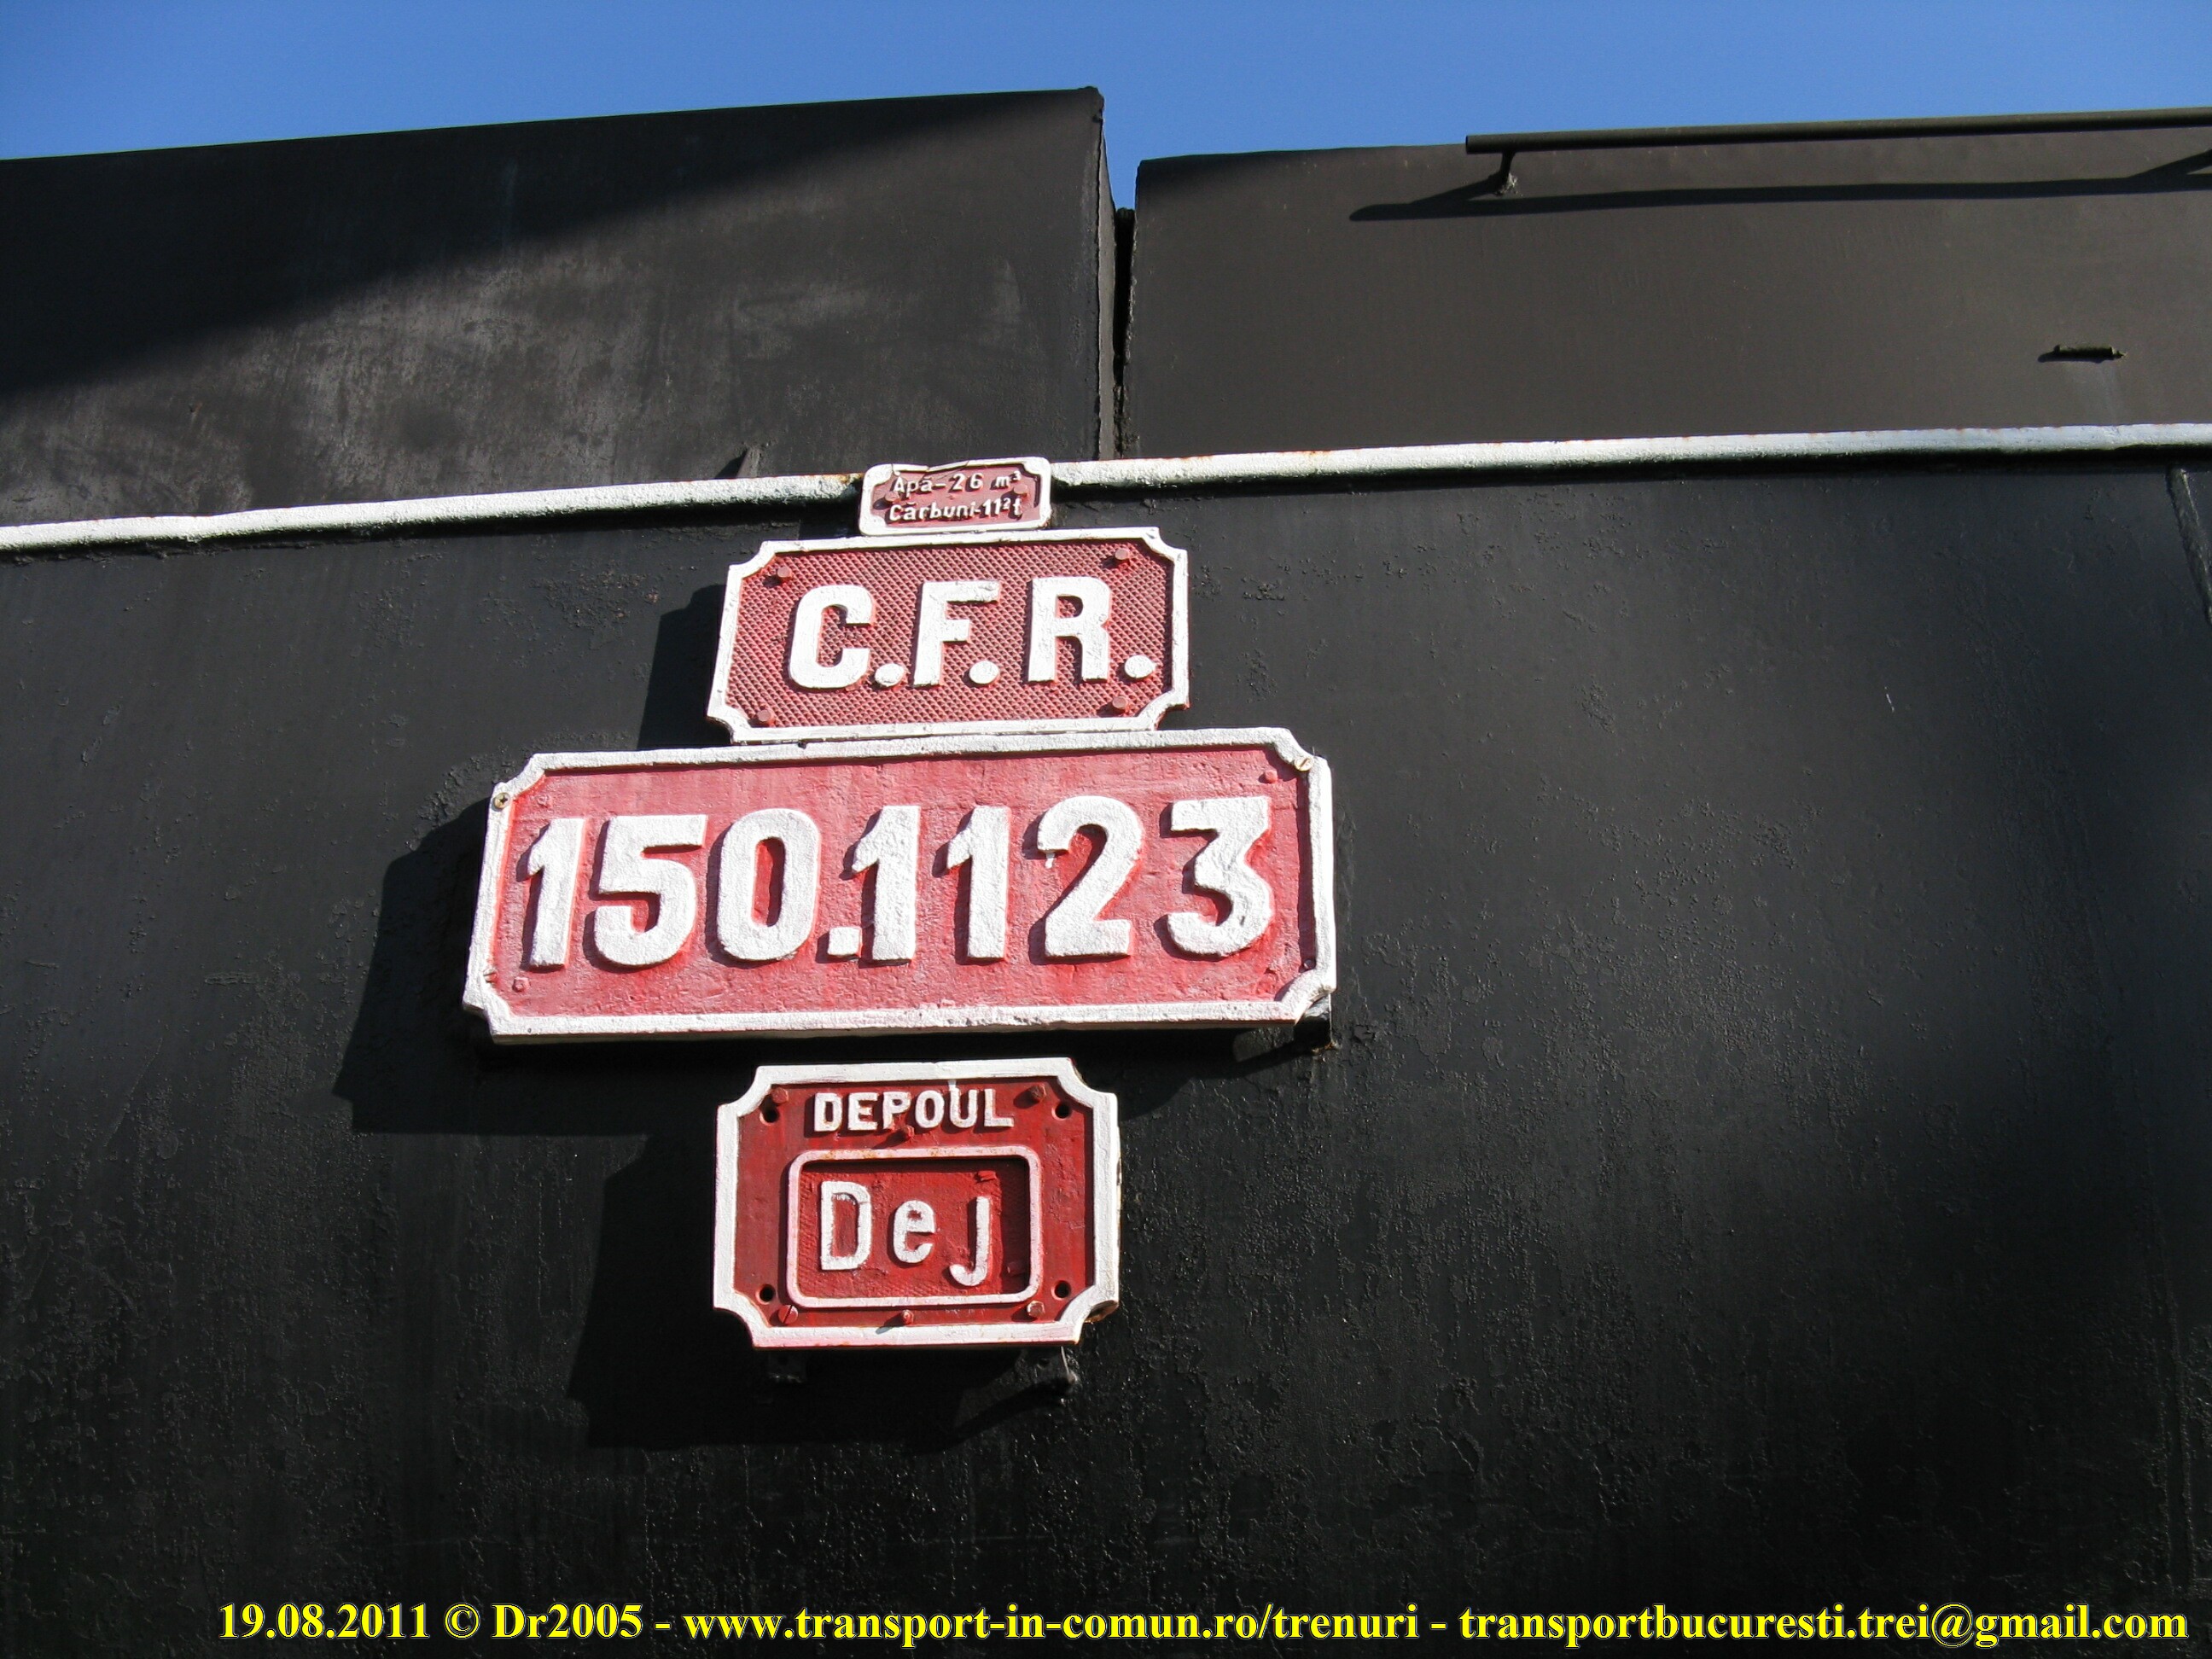 Apă-26 m³
Cărbuni-11²t
C.F.R.
150.1123
DEPOUL
Dej
19.08.2011 © Dr2005 - www.transport-in-comun.ro/trenuri - transportbucuresti.trei@gmail.com